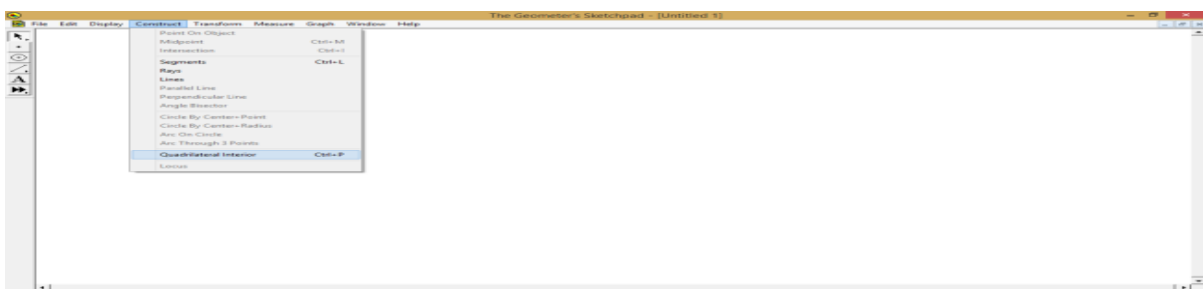 The Geometer's Sketchpad - [Untitled 1]
File Edit Display Construct Transform Measure Graph Window Help
Point On Object
Midpoint Ctrl+M
Intersection Ctrl+I
Segments Ctrl+L
Rays
Lines
Parallel Line
Perpendicular Line
Angle Bisector
Circle By Center+Point
Circle By Center+Radius
Arc On Circle
Arc Through 3 Points
Quadrilateral Interior Ctrl+P
Locus
A